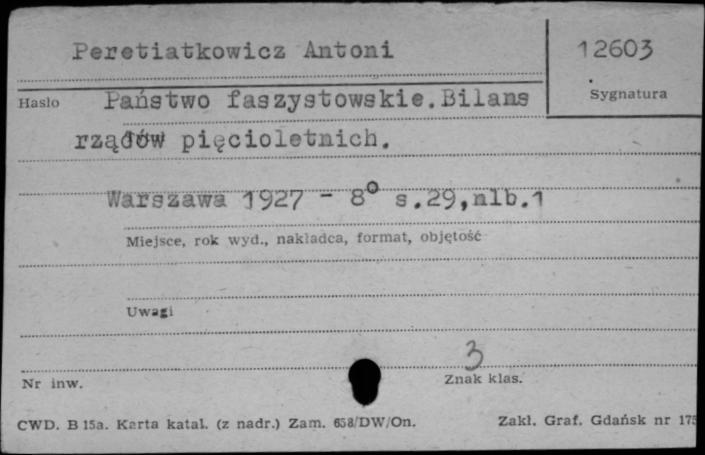 Peretiatkowicz Antoni
12603
Sygnatura
Hasło
Państwo faszystowskie.Bilans
rządów pięcioletnich.
Warszawa 1927 - 8° s.29,nlb.1
Miejsce, rok wyd., nakładca, format, objętość
Uwagi
3
Nr inw.
Znak klas.
CWD. B 15a. Karta katal. (z nadr.) Zam. 658/DW/On.
Zakł. Graf. Gdańsk nr 175